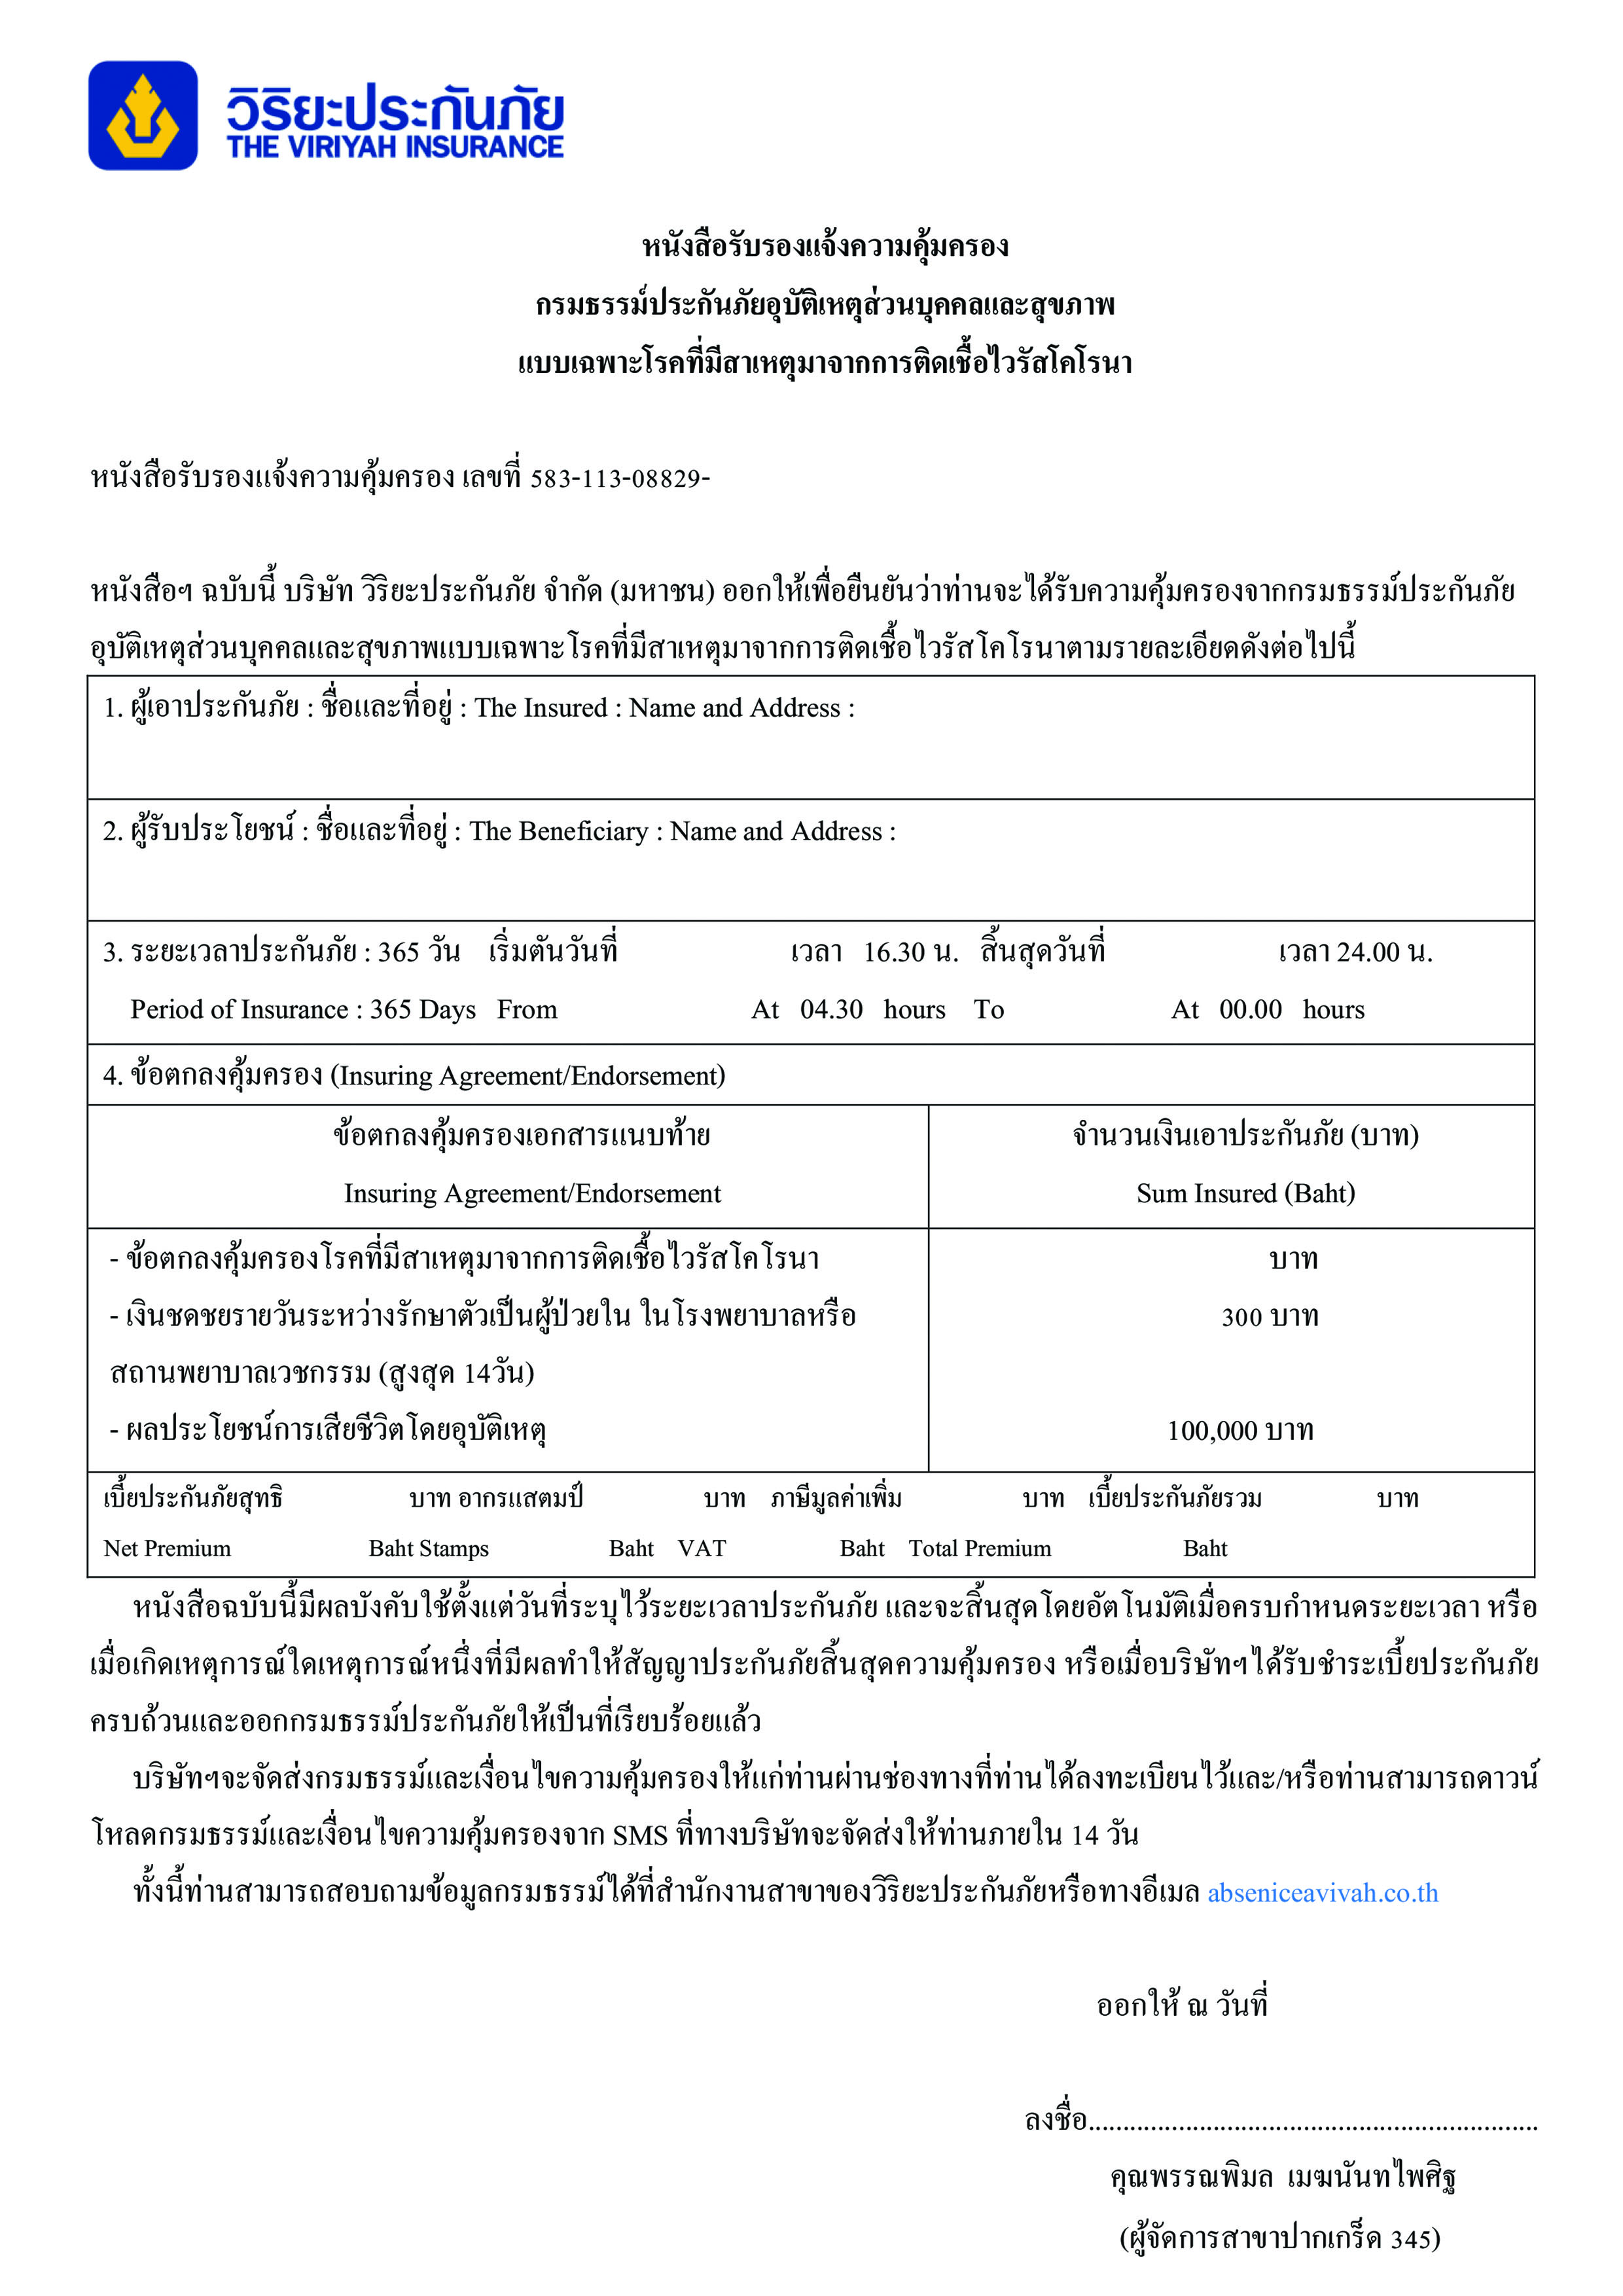 วิริยะประกันภัย
THE VIRIYAH INSURANCE
หนังสือรับรองแจ้งความคุ้มครอง
กรมธรรม์ประกันภัยอุบัติเหตุส่วนบุคคลและสุขภาพ
แบบเฉพาะโรคที่มีสาเหตุมาจากการติดเชื้อไวรัสโคโรนา
หนังสือรับรองแจ้งความคุ้มครอง เลขที่ 583-113-08829-
หนังสือฯ ฉบับนี้ บริษัท วิริยะประกันภัย จำกัด (มหาชน) ออกให้เพื่อยืนยันว่าท่านจะได้รับความคุ้มครองจากกรมธรรม์ประกันภัย
อุบัติเหตุส่วนบุคคลและสุขภาพแบบเฉพาะโรคที่มีสาเหตุมาจากการติดเชื้อไวรัสโคโรนาตามรายละเอียดดังต่อไปนี้
1. ผู้เอาประกันภัย : ชื่อและที่อยู่ : The Insured : Name and Address :
2. ผู้รับประโยชน์ : ชื่อและที่อยู่ : The Beneficiary : Name and Address :
3. ระยะเวลาประกันภัย : 365 วัน เริ่มตันวันที่ เวลา 16.30 น. สิ้นสุดวันที่ เวลา 24.00 น.
Period of Insurance : 365 Days From At 04.30 hours To At 00.00 hours
4. ข้อตกลงคุ้มครอง (Insuring Agreement/Endorsement)
ข้อตกลงคุ้มครองเอกสารแนบท้าย จำนวนเงินเอาประกันภัย (บาท)
Insuring Agreement/Endorsement Sum Insured (Baht)
- ข้อตกลงคุ้มครองโรคที่มีสาเหตุมาจากการติดเชื้อไวรัสโคโรนา บาท
- เงินชดชยรายวันระหว่างรักษาตัวเป็นผู้ป่วยใน ในโรงพยาบาลหรือ 300 บาท
สถานพยาบาลเวชกรรม (สูงสุด 14วัน)
- ผลประโยชน์การเสียชีวิตโดยอุบัติเหตุ 100,000 บาท
เบี้ยประกันภัยสุทธิ บาท อากรแสตมป์ บาท ภาษีมูลค่าเพิ่ม บาท เบี้ยประกันภัยรวม บาท
Net Premium Baht Stamps Baht VAT Baht Total Premium Baht
หนังสือฉบับนี้มีผลบังคับใช้ตั้งแต่วันที่ระบุไว้ระยะเวลาประกันภัย และจะสิ้นสุดโดยอัตโนมัติเมื่อครบกำหนดระยะเวลา หรือ
เมื่อเกิดเหตุการณ์ใดเหตุการณ์หนึ่งที่มีผลทำให้สัญญาประกันภัยสิ้นสุดความคุ้มครอง หรือเมื่อบริษัทฯได้รับชำระเบี้ยประกันภัย
ครบถ้วนและออกกรมธรรม์ประกันภัยให้เป็นที่เรียบร้อยแล้ว
บริษัทฯจะจัดส่งกรมธรรม์และเงื่อนไขความคุ้มครองให้แก่ท่านผ่านช่องทางที่ท่านได้ลงทะเบียนไว้และ/หรือท่านสามารถดาวน์
โหลดกรมธรรม์และเงื่อนไขความคุ้มครองจาก SMS ที่ทางบริษัทจะจัดส่งให้ท่านภายใน 14 วัน
ทั้งนี้ท่านสามารถสอบถามข้อมูลกรมธรรม์ได้ที่สำนักงานสาขาของวิริยะประกันภัยหรือทางอีเมล abseniceavivah.co.th
ออกให้ ณ วันที่
ลงชื่อ.................................................................
คุณพรรณพิมล เมฆนันทไพศิฐ
(ผู้จัดการสาขาปากเกร็ด 345)